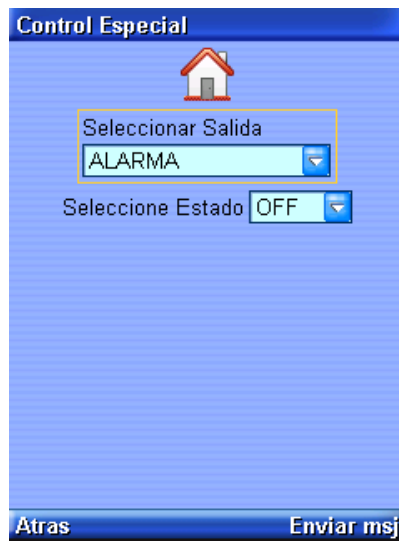 Control Especial
Seleccionar Salida
ALARMA
Seleccione Estado OFF
Atras Enviar msj